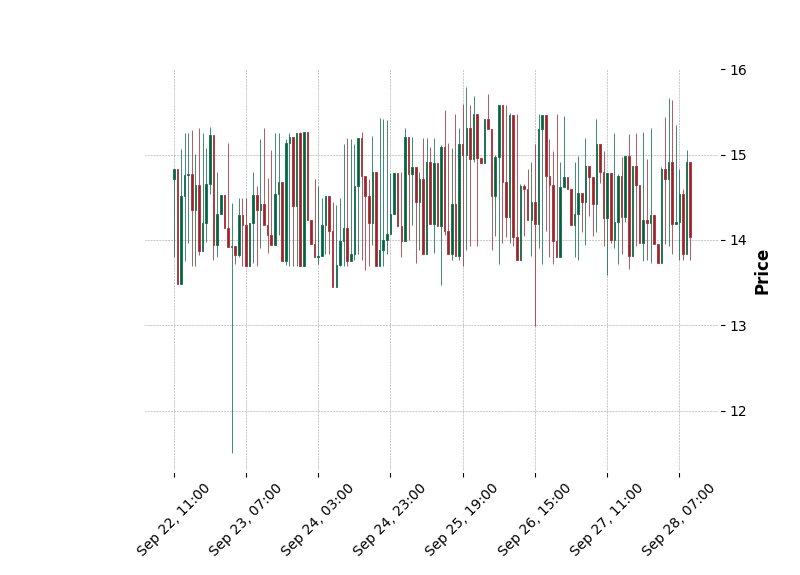 16
15
14
13
12
Price
Sep 22, 11:00
Sep 23, 07:00
Sep 24, 03:00
Sep 24, 23:00
Sep 25, 19:00
Sep 26, 15:00
Sep 27, 11:00
Sep 28, 07:00